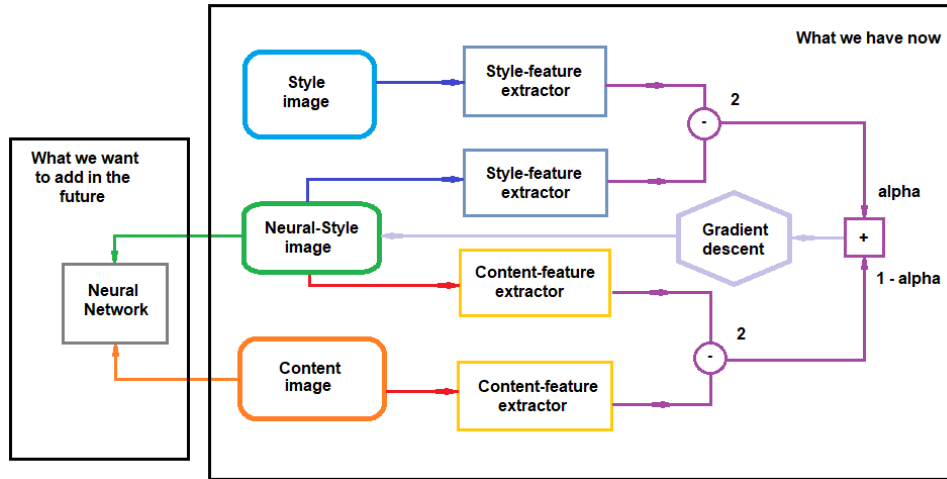 What we have now
Style
image
Style-feature
extractor
2
-
What we want
to add in the
future
Style-feature
extractor
alpha
Neural-Style
image
Gradient
descent
+
Content-feature
extractor
1 - alpha
Neural
Network
2
-
Content
image
Content-feature
extractor